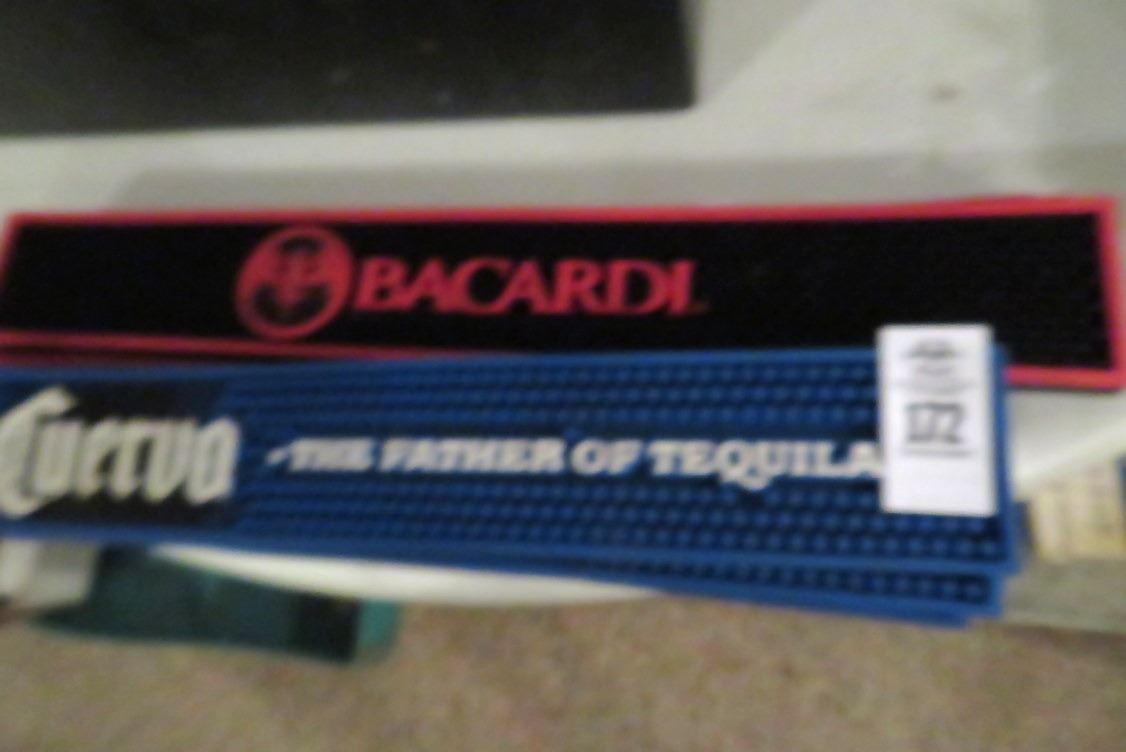 BACARDI
Cuervo
THE FATHER OF TEQUILA
172